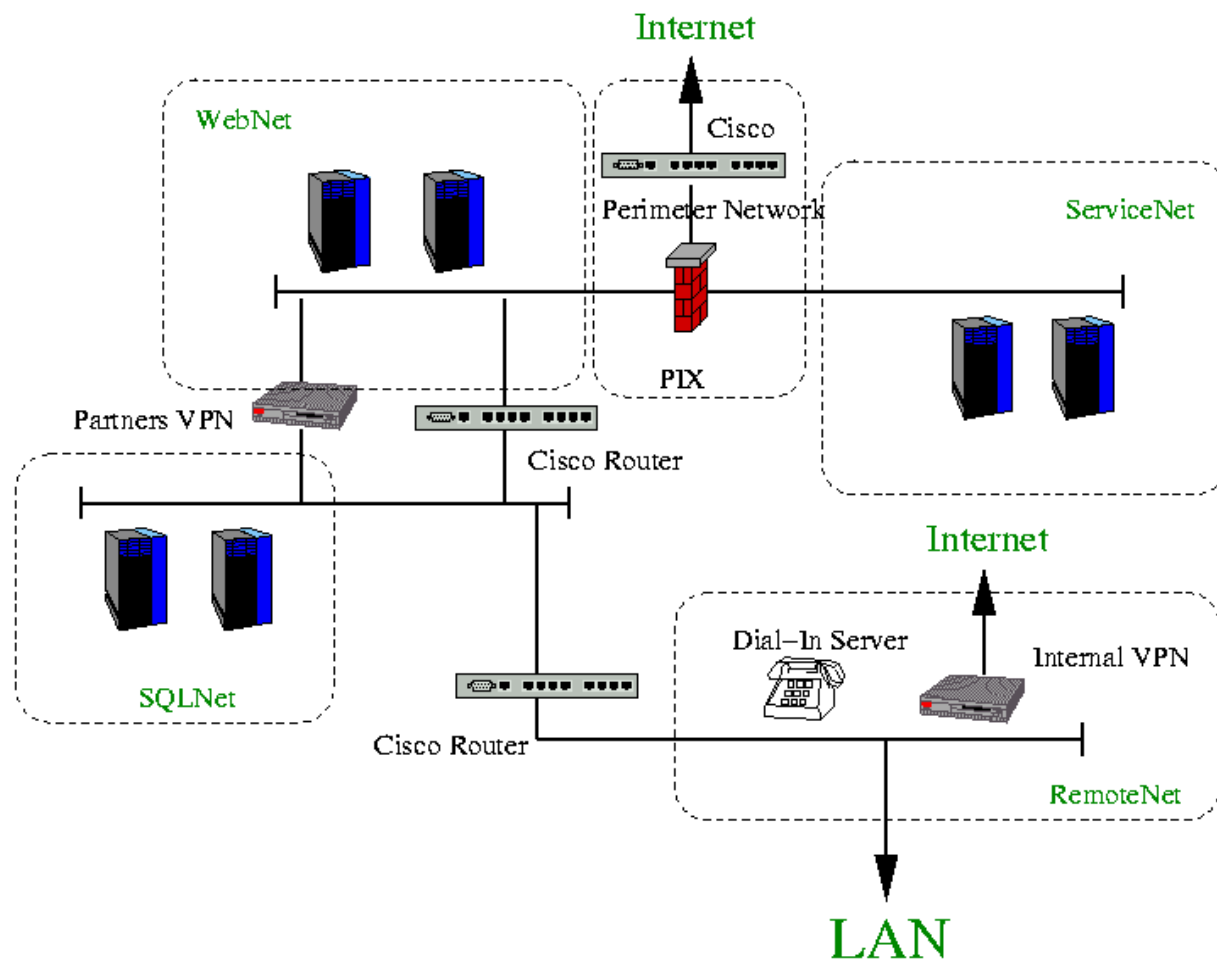 Internet
WebNet
Cisco
Perimeter Network
ServiceNet
PIX
Partners VPN
Cisco Router
Internet
Dial-In Server
Internal VPN
SQLNet
Cisco Router
RemoteNet
LAN